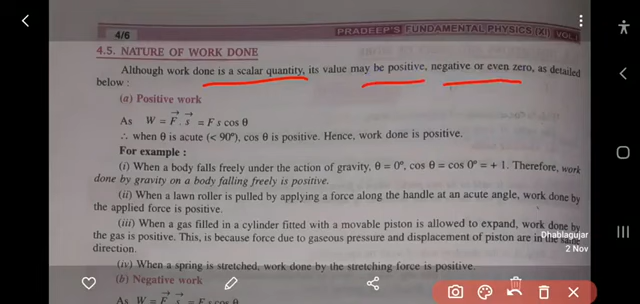 4/6
PRADEEP'S FUNDAMENTAL PHYSICS (XI) VOL.
4.5. NATURE OF WORK DONE
Although work done is a scalar quantity, its value may be positive, negative or even zero, as detailed
below :
(a) Positive work
As W = F⃗ . s⃗ = F s cos θ
∴ when θ is acute (< 90°), cos θ is positive. Hence, work done is positive.
For example :
(i) When a body falls freely under the action of gravity, θ = 0°, cos θ = cos 0° = + 1. Therefore, work
done by gravity on a body falling freely is positive.
(ii) When a lawn roller is pulled by applying a force along the handle at an acute angle, work done by
the applied force is positive.
(iii) When a gas filled in a cylinder fitted with a movable piston is allowed to expand, work done by
the gas is positive. This is because force due to gaseous pressure and displacement of piston are in the same
direction.
Dhablagujar
2 Nov
(iv) When a spring is stretched, work done by the stretching force is positive.
(b) Negative work
As W = F⃗ . s⃗ = F s cos θ